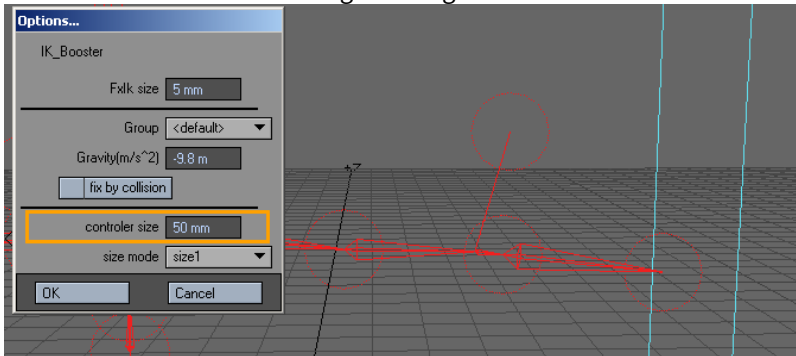 Options...
IK_Booster
FxIk size 5 mm
Group <default>
Gravity(m/s^2) -9.8 m
fix by collision
controler size 50 mm
size mode size1
OK Cancel